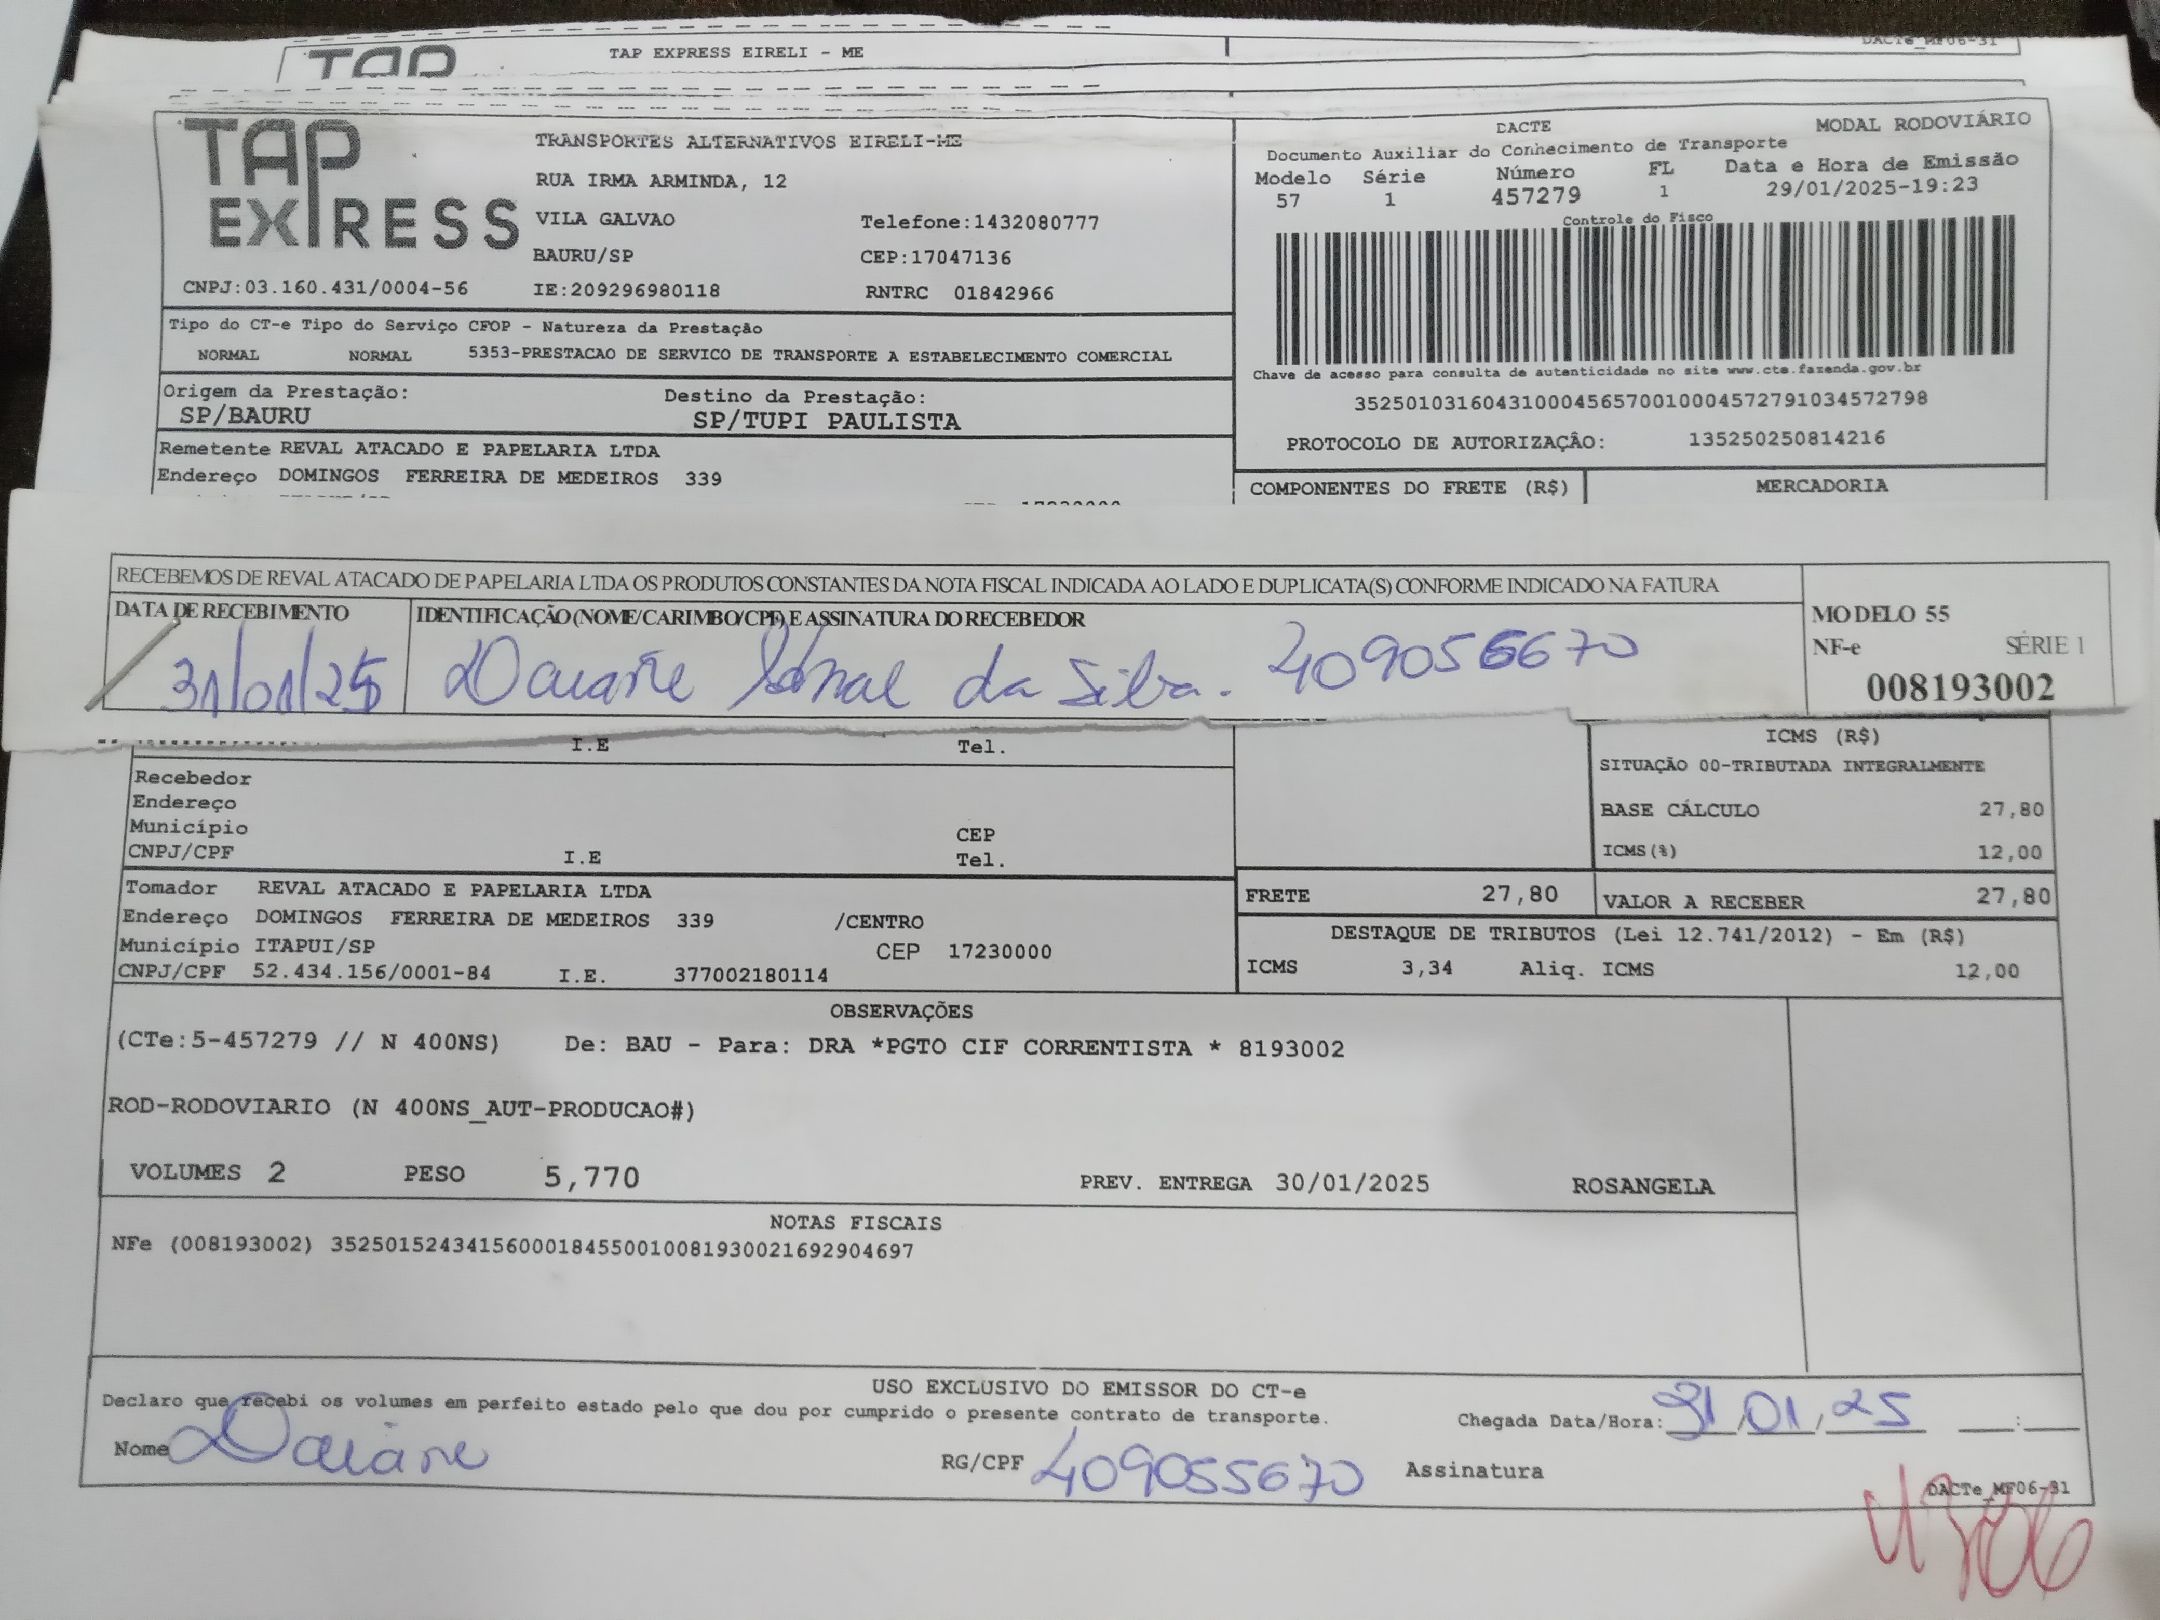 TAP
TAP EXPRESS EIRELI - ME
DACTe_MF06-31
TAP EXPRESS
TRANSPORTES ALTERNATIVOS EIRELI-ME
RUA IRMA ARMINDA, 12
VILA GALVAO Telefone:1432080777
BAURU/SP CEP:17047136
CNPJ:03.160.431/0004-56 IE:209296980118 RNTRC 01842966
DACTE MODAL RODOVIÁRIO
Documento Auxiliar do Conhecimento de Transporte
Modelo Série Número FL Data e Hora de Emissão
57 1 457279 1 29/01/2025-19:23
Controle do Fisco
Chave de acesso para consulta de autenticidade no site www.cte.fazenda.gov.br
35250103160431000456570010004572791034572798
PROTOCOLO DE AUTORIZAÇÃO: 135250250814216
Tipo do CT-e Tipo do Serviço CFOP - Natureza da Prestação
NORMAL NORMAL 5353-PRESTACAO DE SERVICO DE TRANSPORTE A ESTABELECIMENTO COMERCIAL
Origem da Prestação: Destino da Prestação:
SP/BAURU SP/TUPI PAULISTA
Remetente REVAL ATACADO E PAPELARIA LTDA
Endereço DOMINGOS FERREIRA DE MEDEIROS 339
COMPONENTES DO FRETE (R$) MERCADORIA
RECEBEMOS DE REVAL ATACADO DE PAPELARIA LTDA OS PRODUTOS CONSTANTES DA NOTA FISCAL INDICADA AO LADO E DUPLICATA(S) CONFORME INDICADO NA FATURA
DATA DE RECEBIMENTO IDENTIFICAÇÃO (NOME/CARIMBO/CPF) E ASSINATURA DO RECEBEDOR
31/01/25 Daiane da Silva. 409055670
MODELO 55
NF-e SÉRIE 1
008193002
I.E Tel.
Recebedor
Endereço
Município CEP
CNPJ/CPF I.E Tel.
ICMS (R$)
SITUAÇÃO 00-TRIBUTADA INTEGRALMENTE
BASE CÁLCULO 27,80
ICMS(%) 12,00
Tomador REVAL ATACADO E PAPELARIA LTDA
Endereço DOMINGOS FERREIRA DE MEDEIROS 339 /CENTRO
Município ITAPUI/SP CEP 17230000
CNPJ/CPF 52.434.156/0001-84 I.E. 377002180114
FRETE 27,80 VALOR A RECEBER 27,80
DESTAQUE DE TRIBUTOS (Lei 12.741/2012) - Em (R$)
ICMS 3,34 Aliq. ICMS 12,00
OBSERVAÇÕES
(CTe:5-457279 // N 400NS) De: BAU - Para: DRA *PGTO CIF CORRENTISTA * 8193002
ROD-RODOVIARIO (N 400NS_AUT-PRODUCAO#)
VOLUMES 2 PESO 5,770 PREV. ENTREGA 30/01/2025 ROSANGELA
NOTAS FISCAIS
NFe (008193002) 35250152434156000184550010081930021692904697
USO EXCLUSIVO DO EMISSOR DO CT-e
Declaro que recebi os volumes em perfeito estado pelo que dou por cumprido o presente contrato de transporte. Chegada Data/Hora: 31/01/25 __:__
Nome Daiane RG/CPF 409055670 Assinatura
DACTe_MF06-31